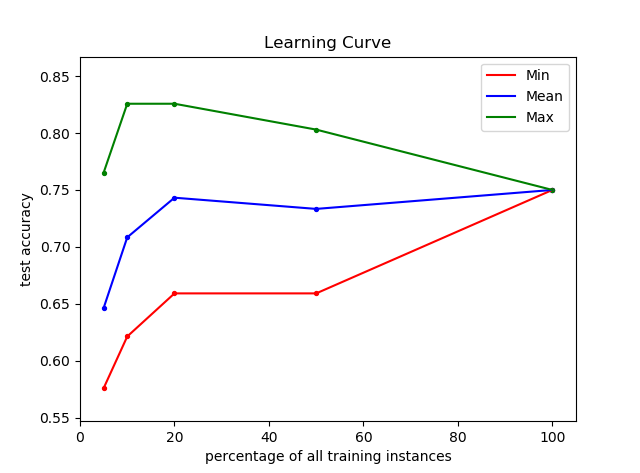 Learning Curve
Min
Mean
Max
test accuracy
0.85
0.80
0.75
0.70
0.65
0.60
0.55
0 20 40 60 80 100
percentage of all training instances